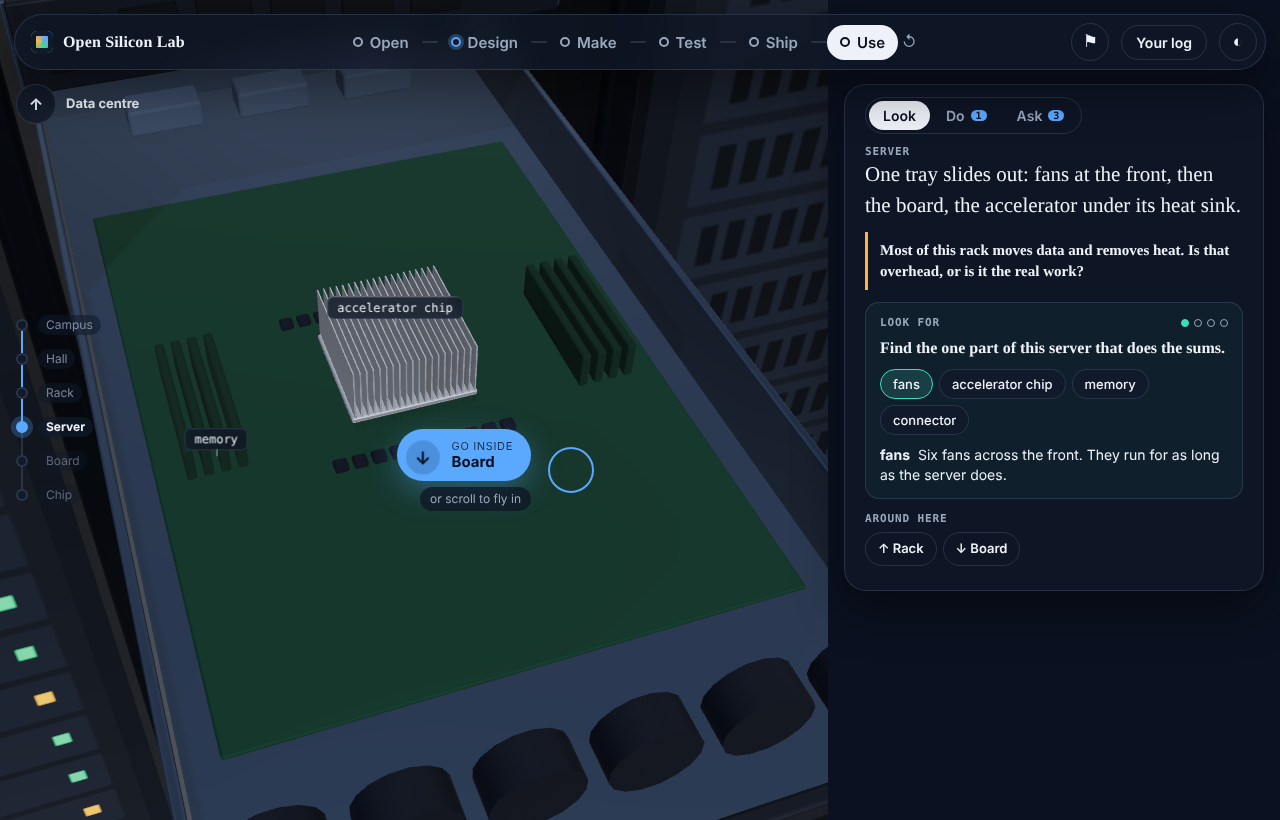 Open Silicon Lab
Open
Design
Make
Test
Ship
Use
Your log
Data centre
Campus
Hall
Rack
Server
Board
Chip
accelerator chip
memory
GO INSIDE
Board
or scroll to fly in
Look
Do 1
Ask 3
SERVER
One tray slides out: fans at the front, then
the board, the accelerator under its heat sink.
Most of this rack moves data and removes heat. Is that
overhead, or is it the real work?
LOOK FOR
Find the one part of this server that does the sums.
fans
accelerator chip
memory
connector
fans Six fans across the front. They run for as long
as the server does.
AROUND HERE
↑ Rack
↓ Board